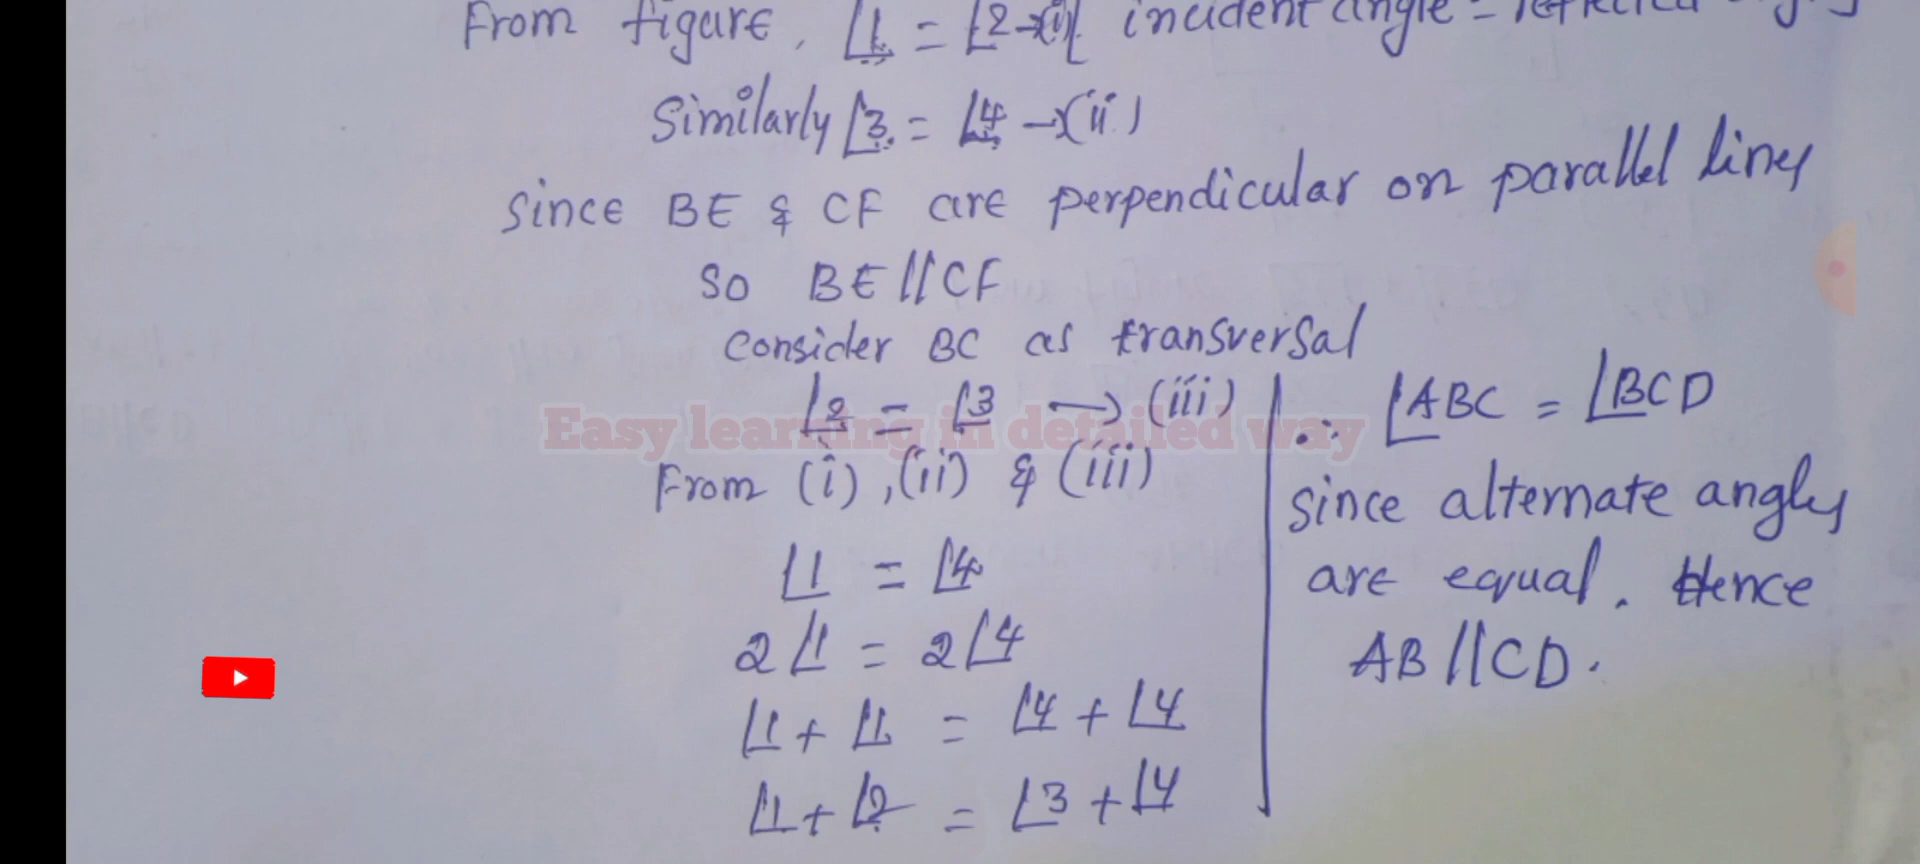 From figure, ∠1 = ∠2 →(i) [ incident angle = reflected
Similarly ∠3 = ∠4 →(ii)
Since BE & CF are perpendicular on parallel lines
So BE//CF
Consider BC as transversal
∠2 = ∠3 → (iii)
Easy learning in detailed way
From (i), (ii) & (iii)
∠1 = ∠4
2∠1 = 2∠4
∠1 + ∠1 = ∠4 + ∠4
∠1 + ∠2 = ∠3 + ∠4
∴ ∠ABC = ∠BCD
since alternate angles
are equal. Hence
AB//CD.